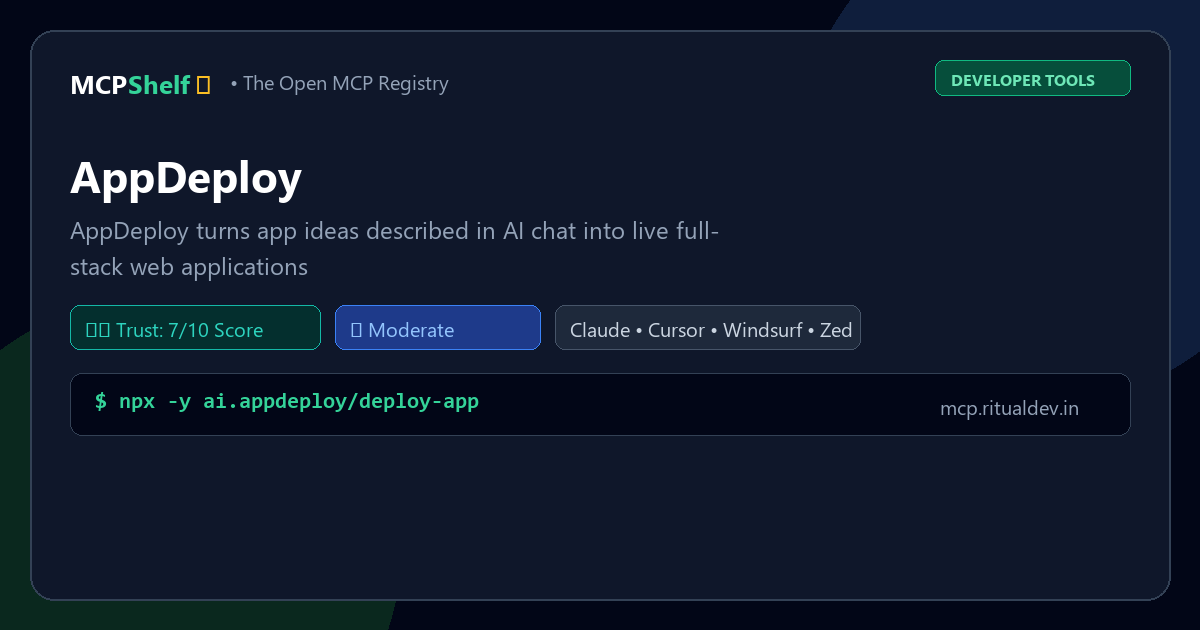 MCPShelf • The Open MCP Registry
DEVELOPER TOOLS
AppDeploy
AppDeploy turns app ideas described in AI chat into live full-
stack web applications
Trust: 7/10 Score
Moderate
Claude • Cursor • Windsurf • Zed
$ npx -y ai.appdeploy/deploy-app
mcp.ritualdev.in